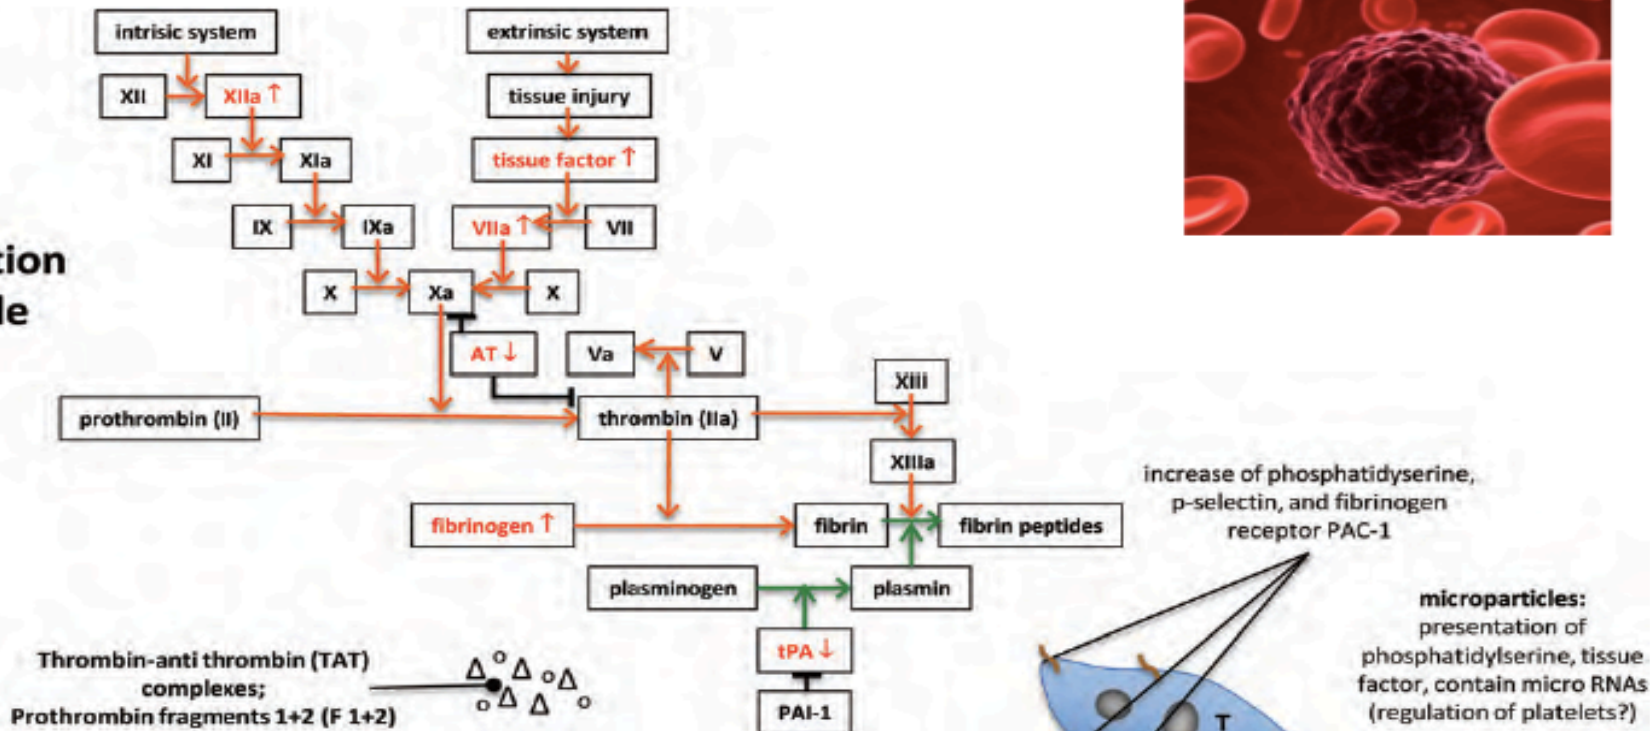 intrisic system
extrinsic system
XII
XIIa ↑
tissue injury
XI
XIa
tissue factor ↑
IX
IXa
VIIa ↑
VII
X
Xa
X
AT ↓
Va
V
XIII
prothrombin (II)
thrombin (IIa)
XIIIa
fibrinogen ↑
fibrin
fibrin peptides
plasminogen
plasmin
tPA ↓
PAI-1
increase of phosphatidyserine,
p-selectin, and fibrinogen
receptor PAC-1
microparticles:
presentation of
phosphatidylserine, tissue
factor, contain micro RNAs
(regulation of platelets?)
Thrombin-anti thrombin (TAT)
complexes;
Prothrombin fragments 1+2 (F 1+2)
T